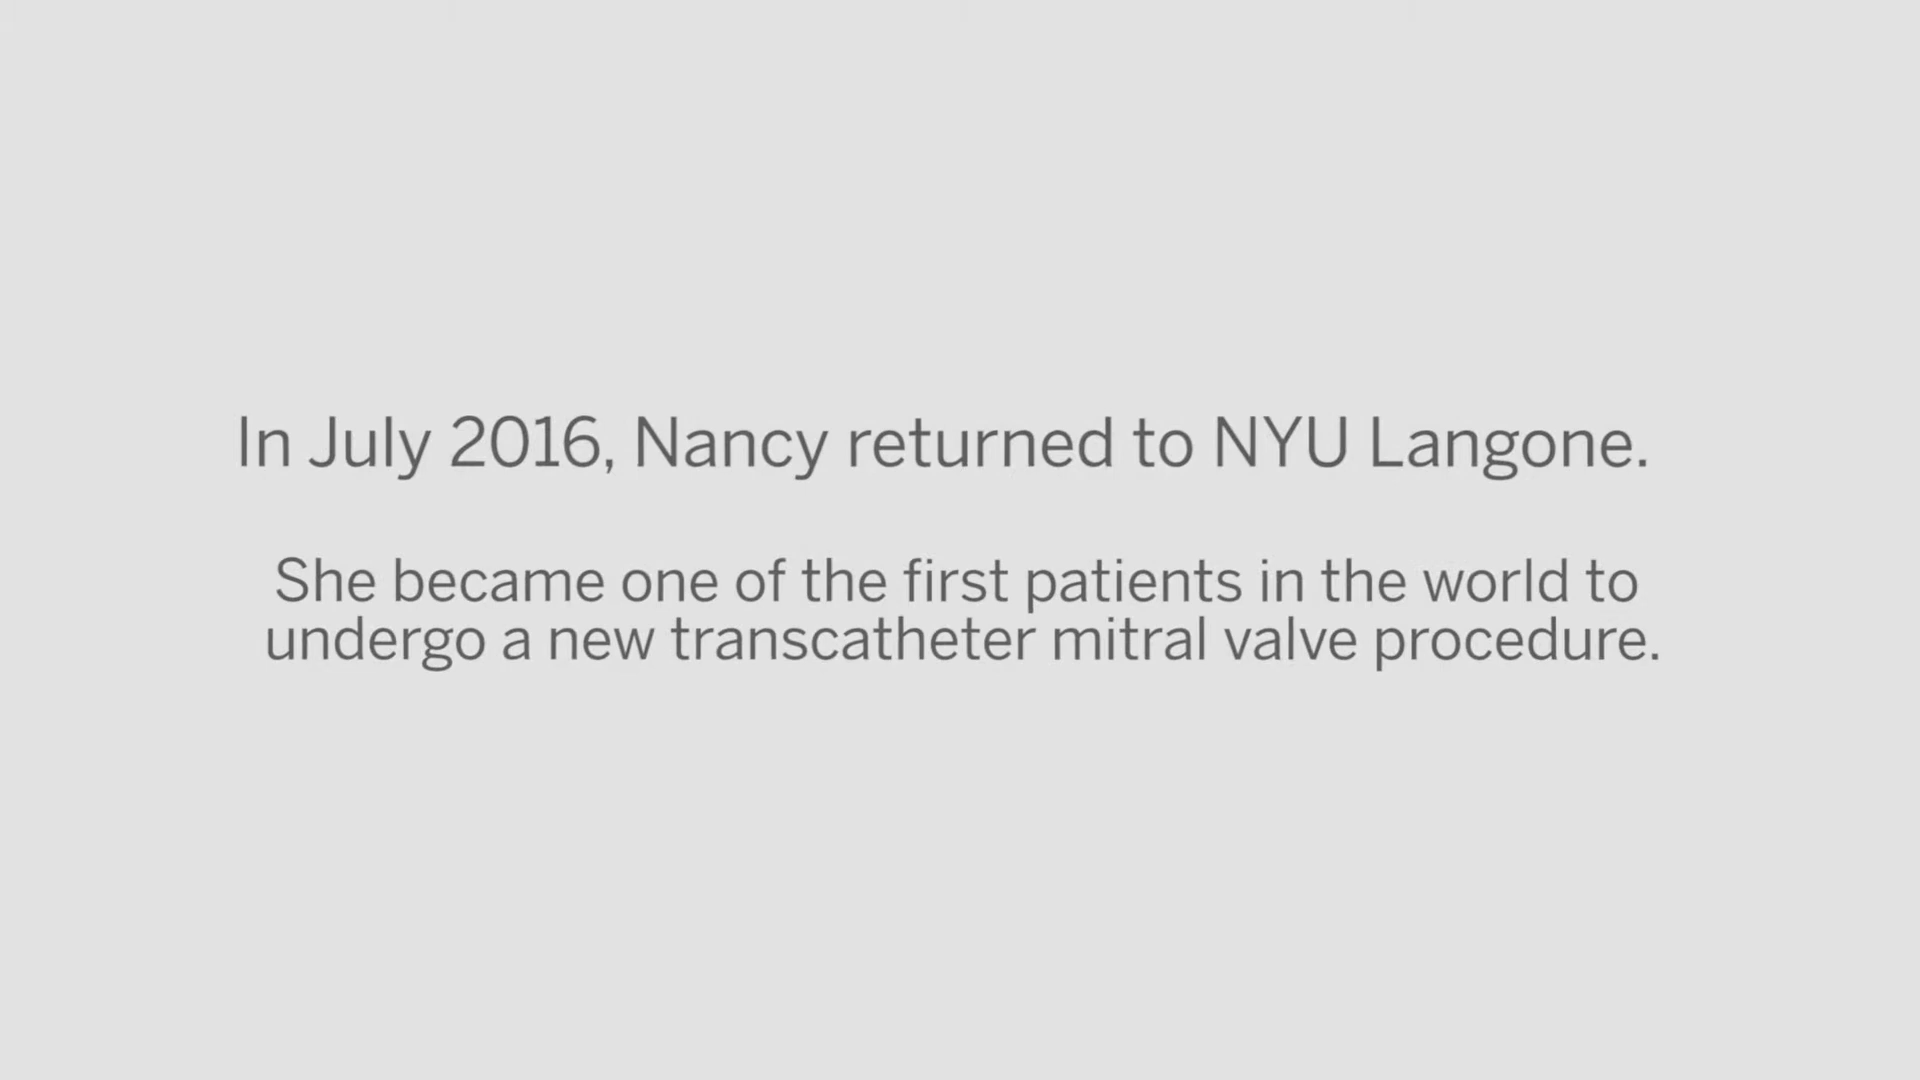 In July 2016, Nancy returned to NYU Langone.
She became one of the first patients in the world to
undergo a new transcatheter mitral valve procedure.